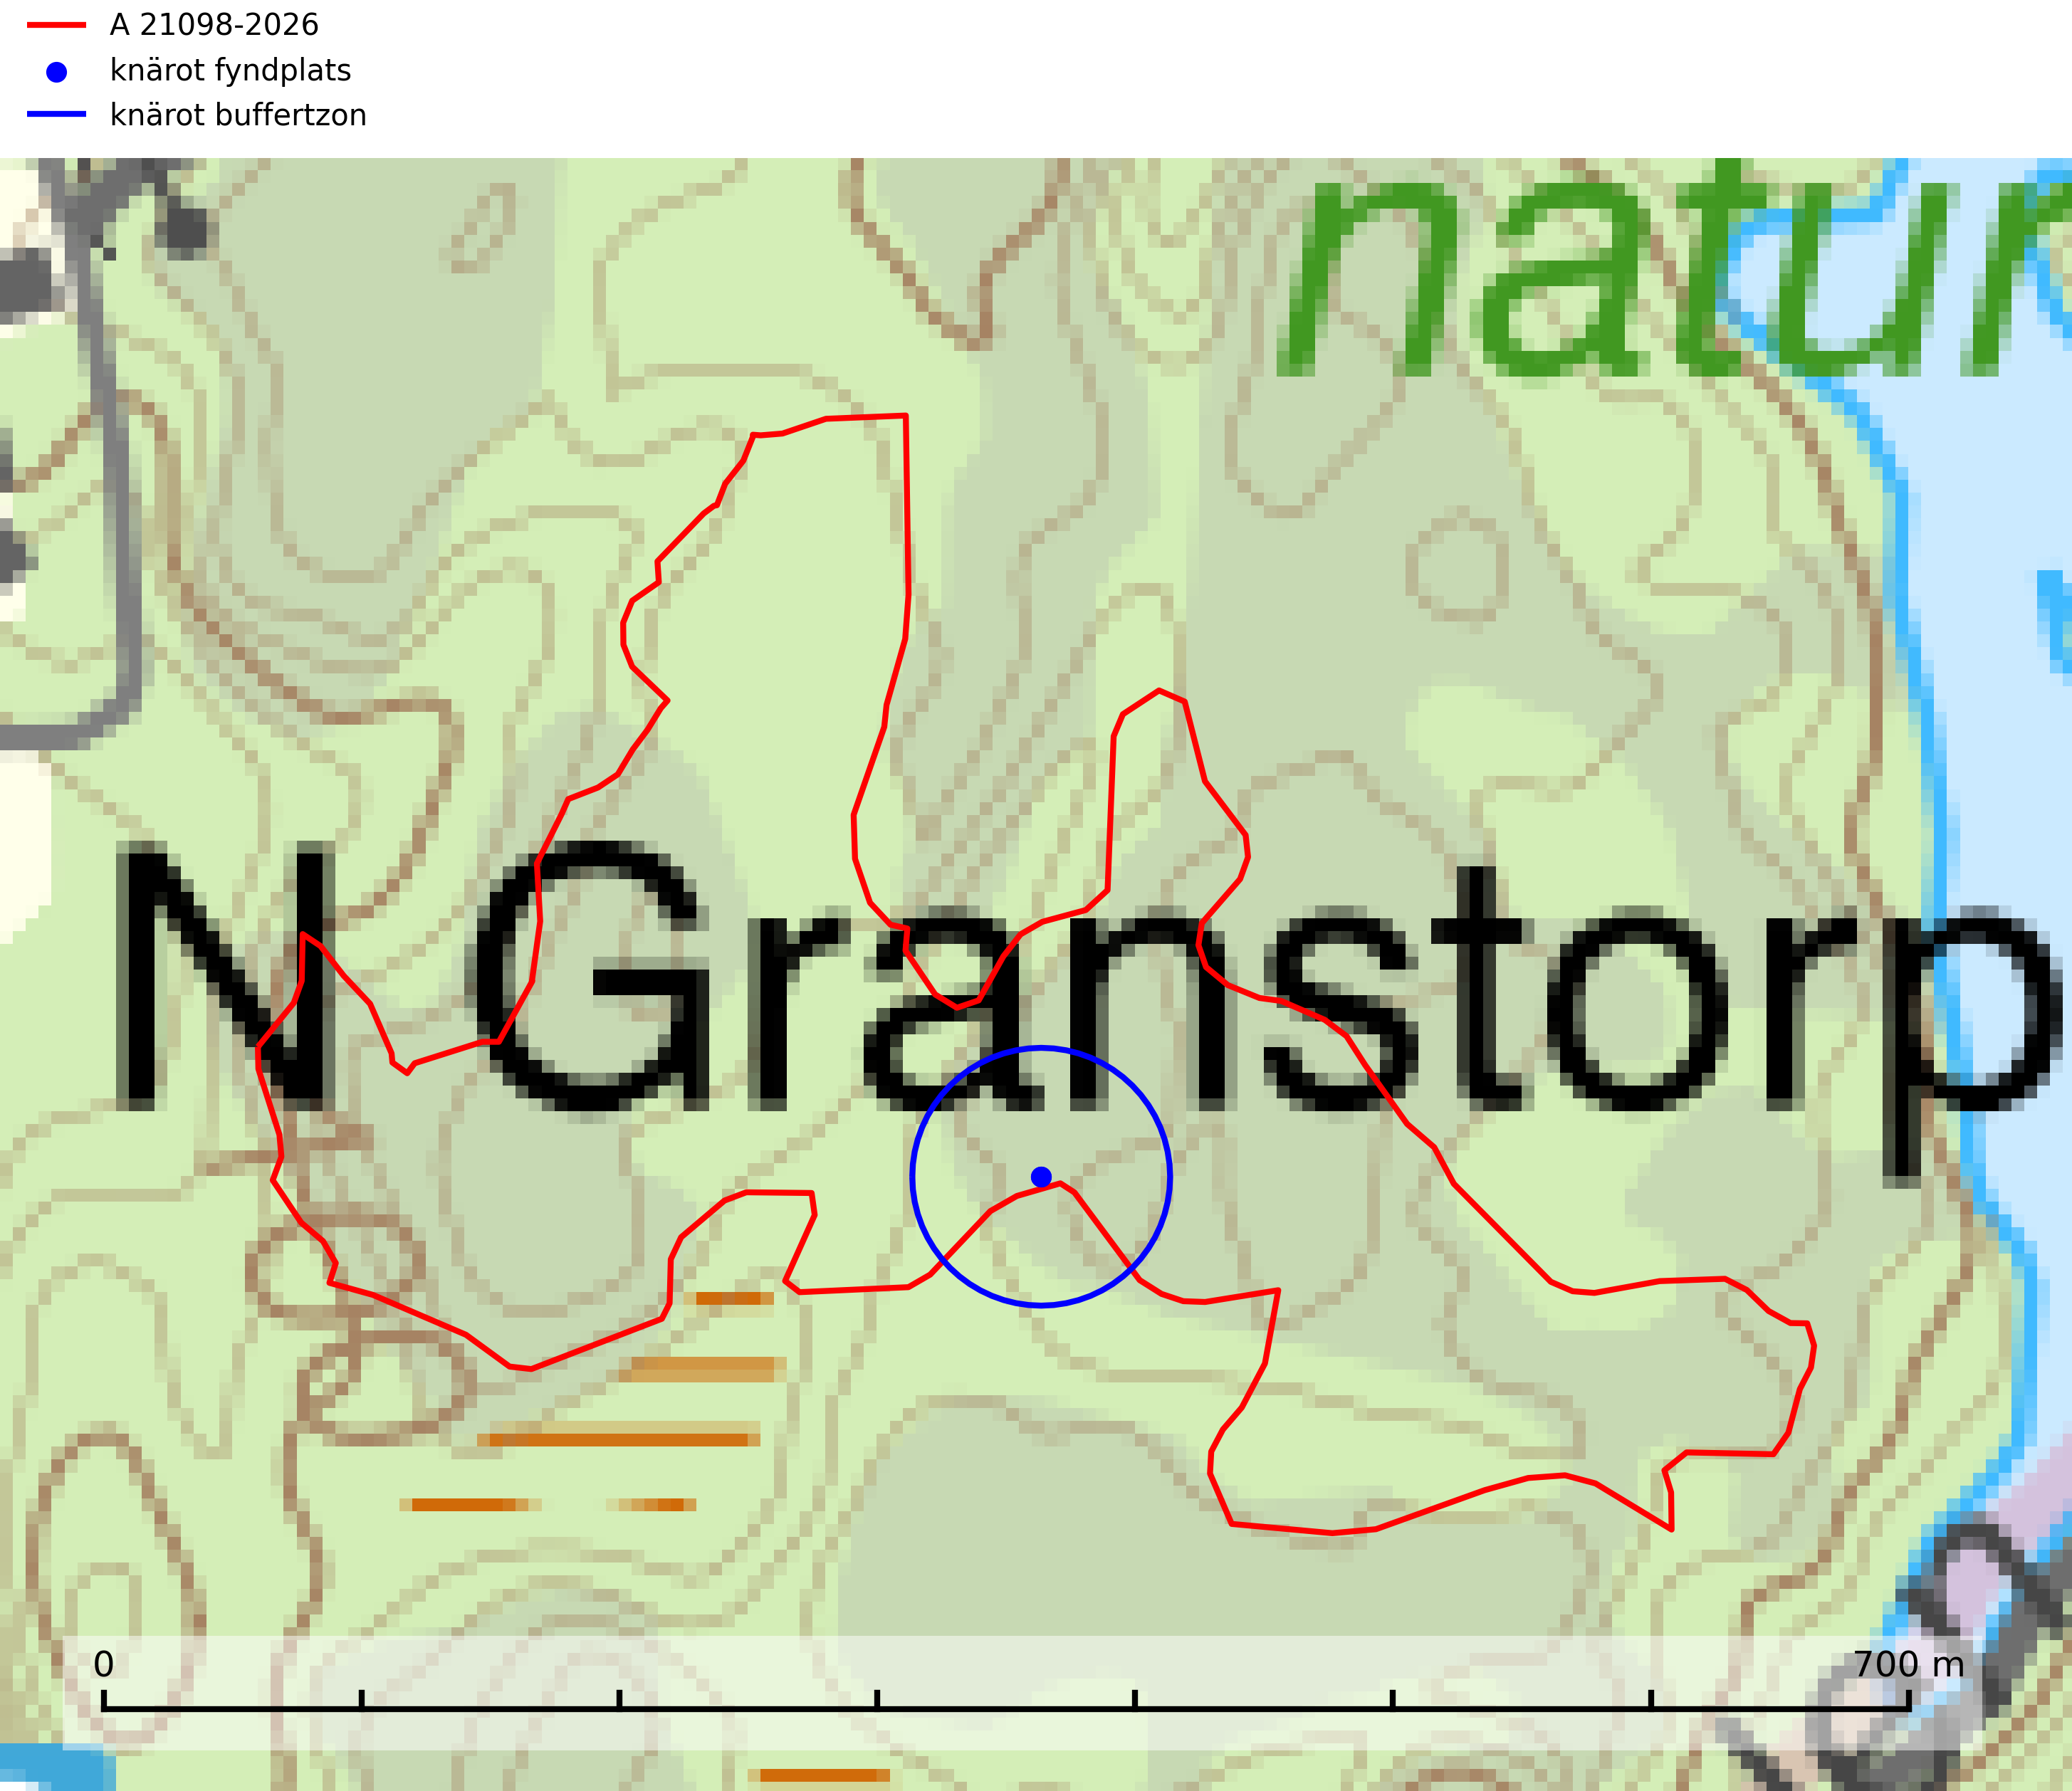 A 21098-2026
knärot fyndplats
knärot buffertzon
natur
N Granstorp
0 700 m